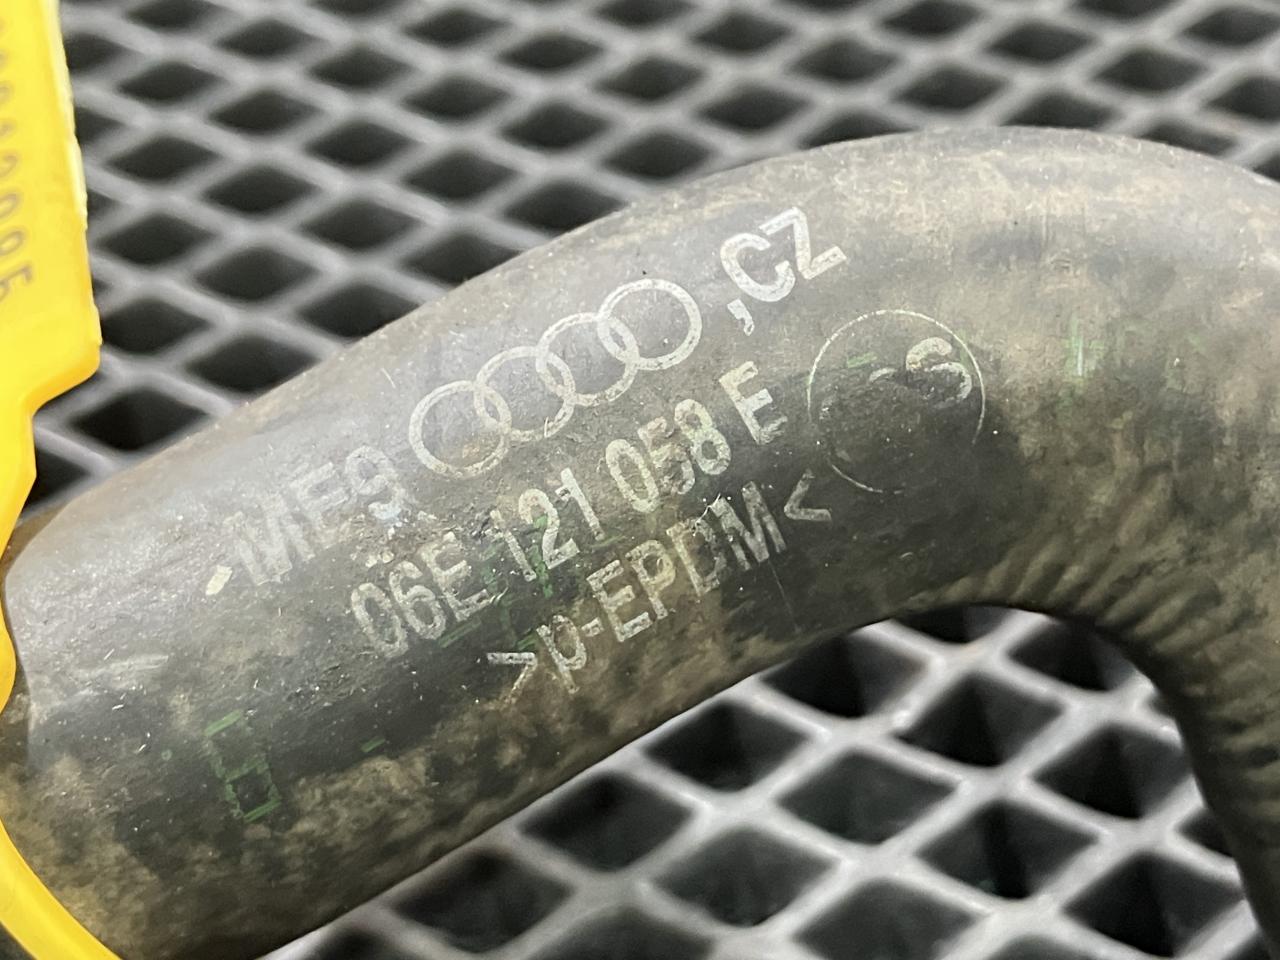 ME9 ,CZ
06E 121 058 E
>p-EPDM<
S